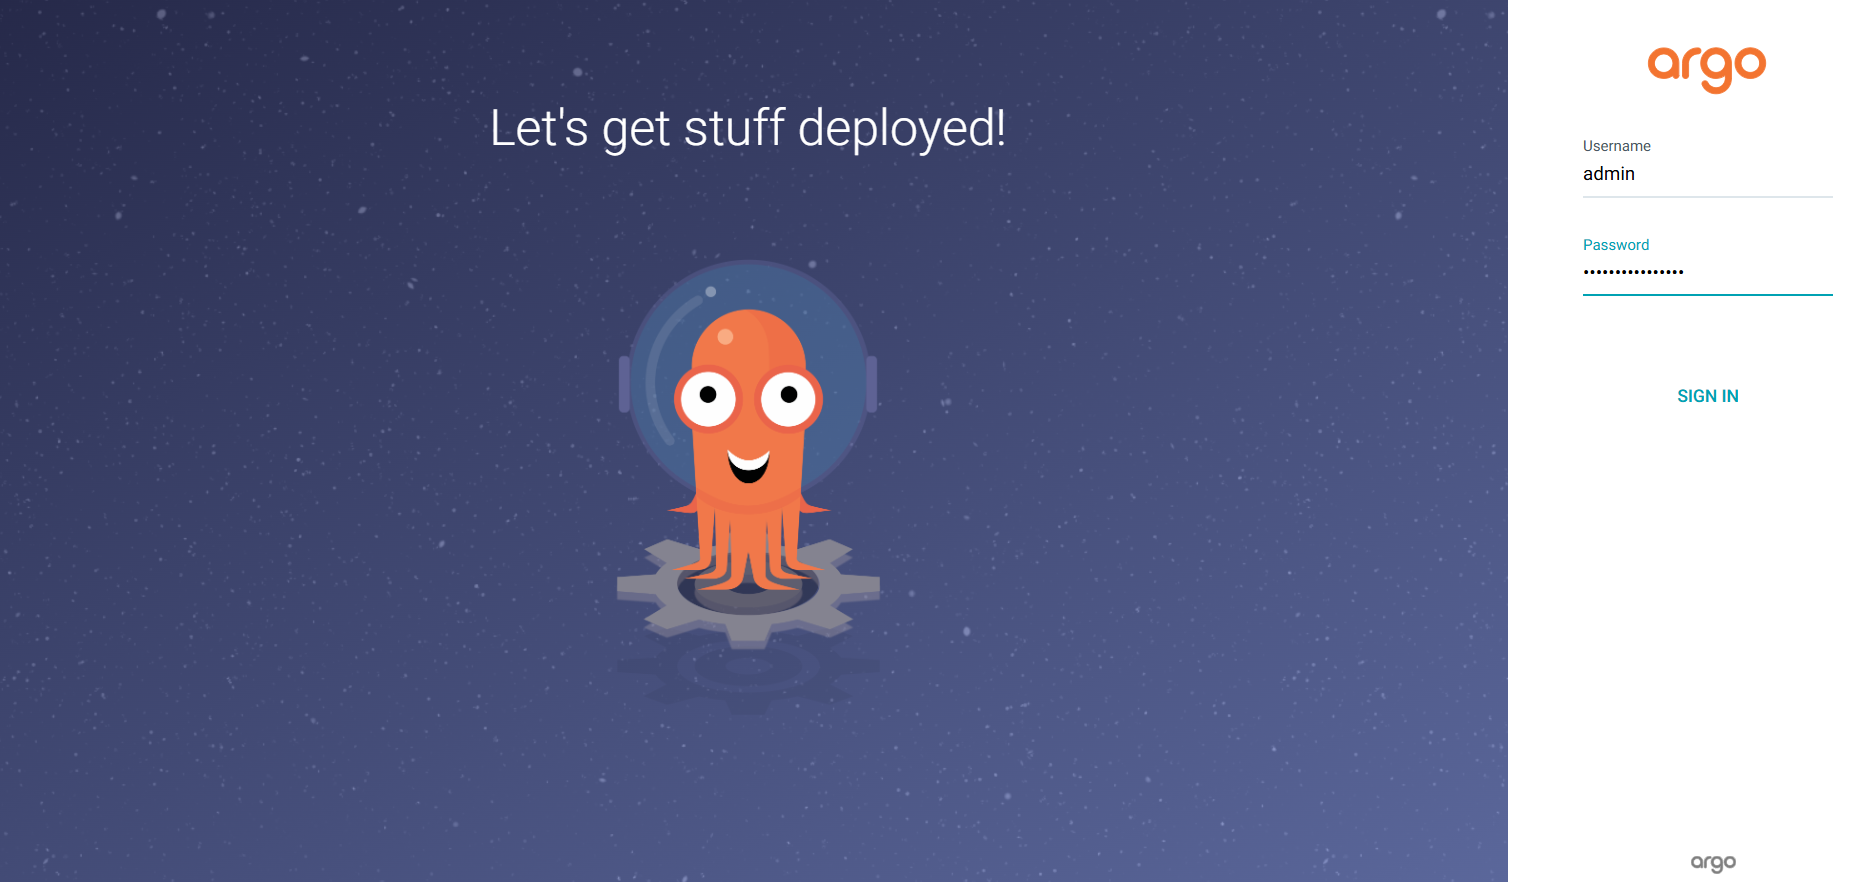 Let's get stuff deployed!
argo
Username
admin
Password
••••••••••••••••
SIGN IN
argo